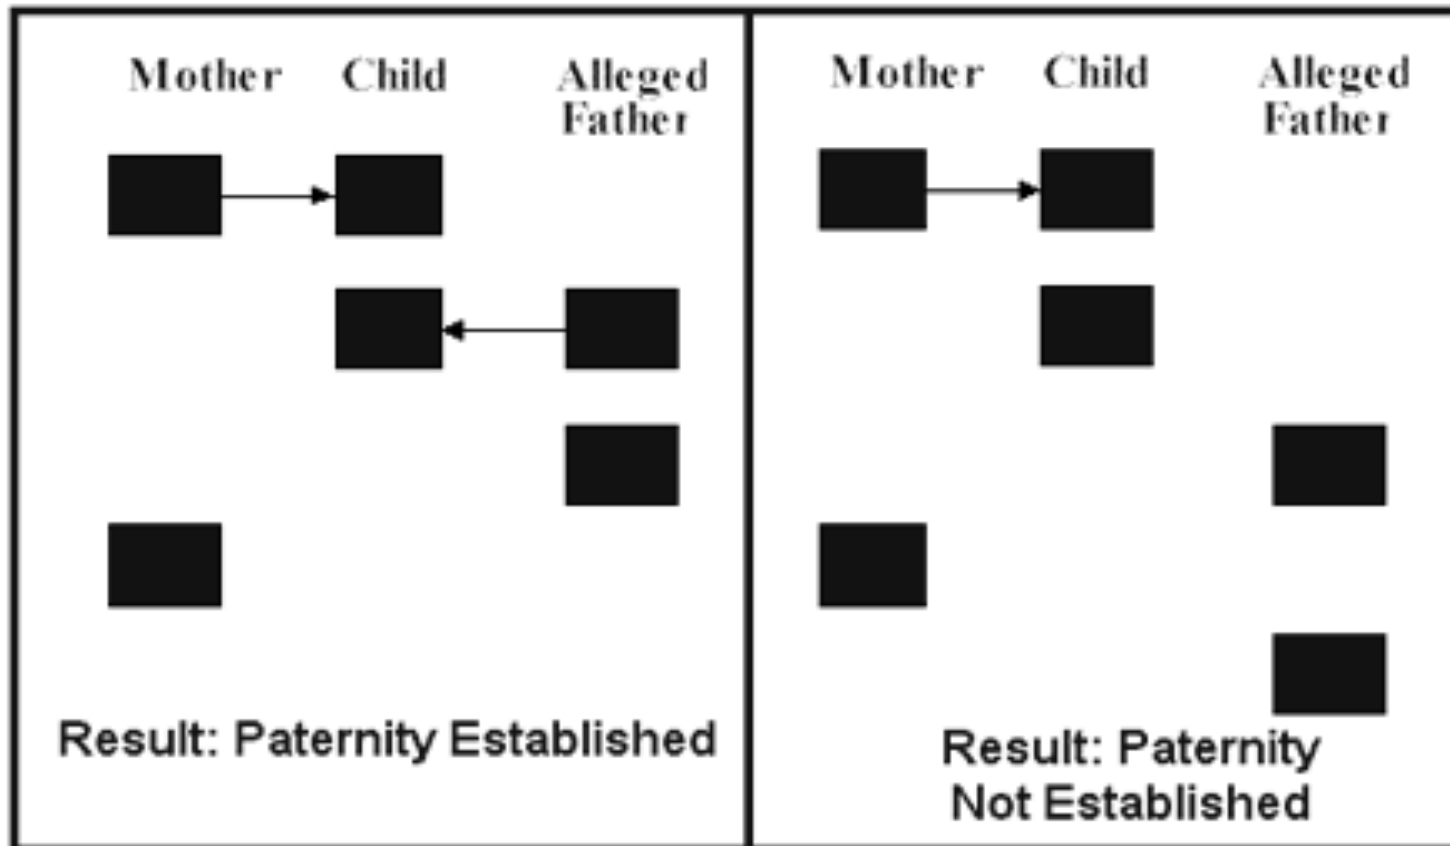 Mother Child Alleged
Father
Result: Paternity Established
Mother Child Alleged
Father
Result: Paternity
Not Established